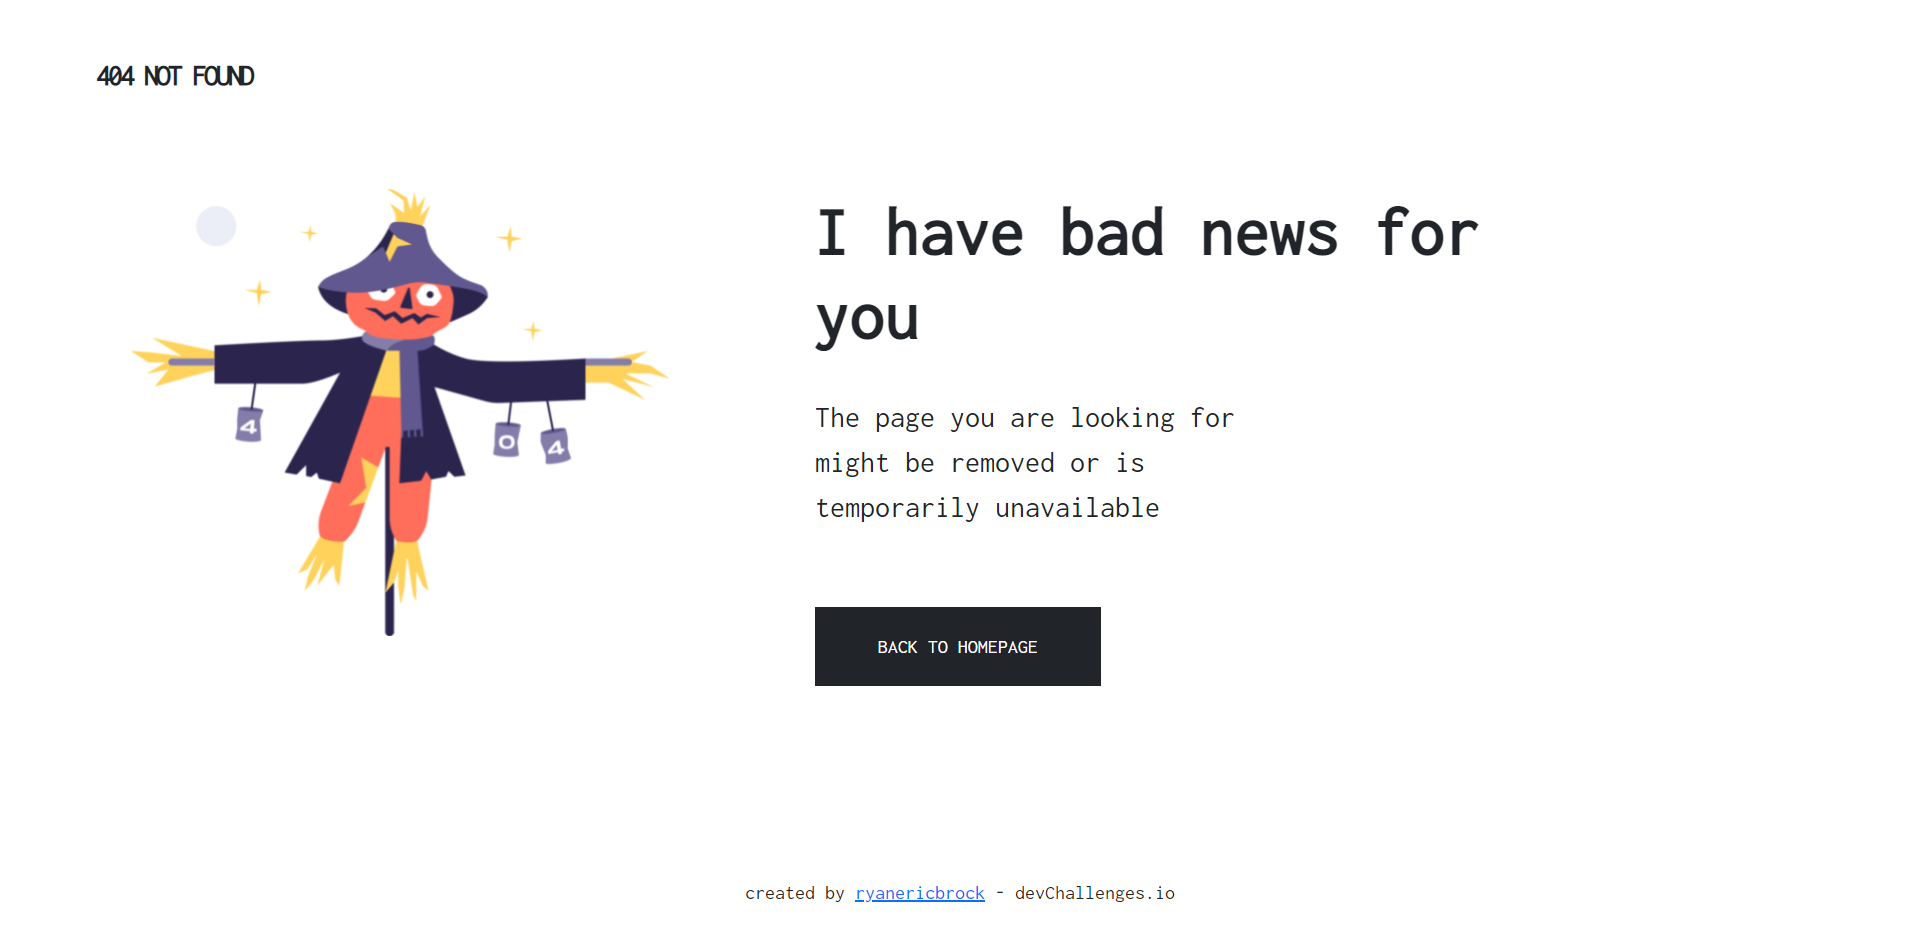 404 NOT FOUND
4
0
4
I have bad news for
you
The page you are looking for
might be removed or is
temporarily unavailable
BACK TO HOMEPAGE
created by ryanericbrock - devChallenges.io